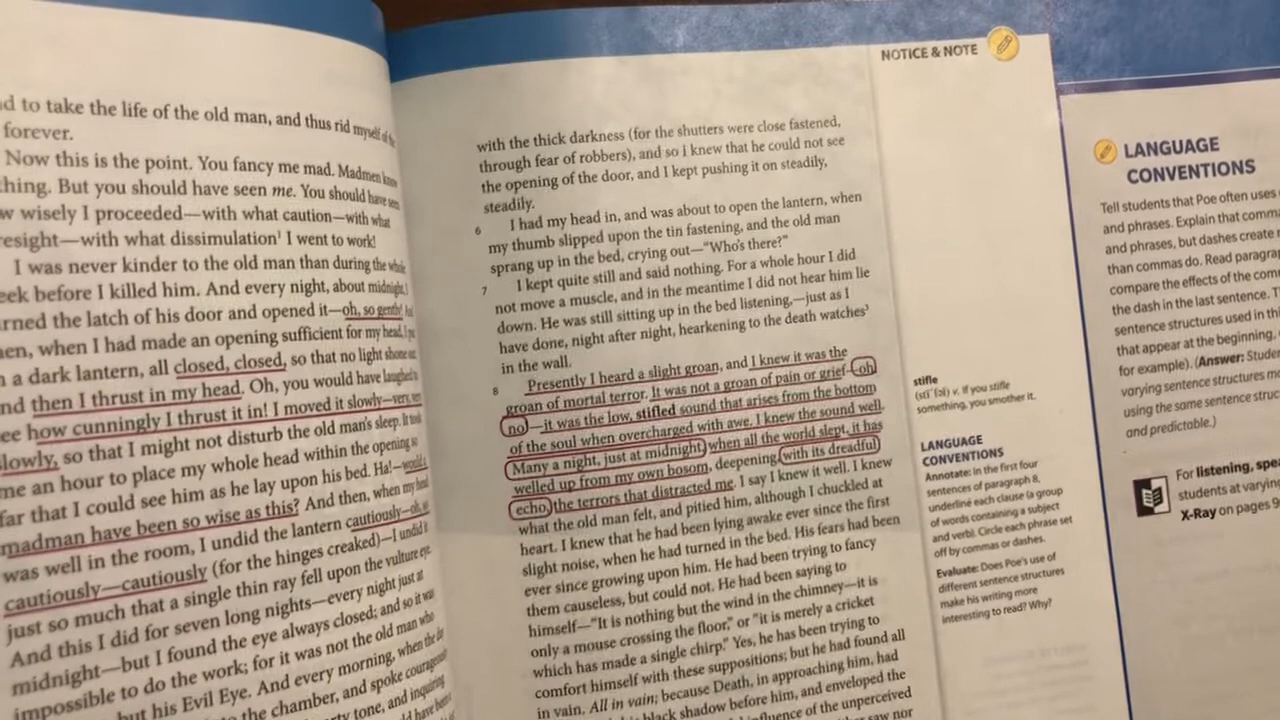 d to take the life of the old man, and thus rid myself of the
forever.
Now this is the point. You fancy me mad. Madmen know
thing. But you should have seen me. You should have seen
w wisely I proceeded—with what caution—with what
resight—with what dissimulation¹ I went to work!
I was never kinder to the old man than during the whole
eek before I killed him. And every night, about midnight,
rned the latch of his door and opened it—oh, so gently!
en, when I had made an opening sufficient for my head,
n a dark lantern, all closed, closed, so that no light shone out,
nd then I thrust in my head. Oh, you would have laughed to
ee how cunningly I thrust it in! I moved it slowly—very, very
lowly, so that I might not disturb the old man's sleep. It took
me an hour to place my whole head within the opening so
far that I could see him as he lay upon his bed. Ha!—would a
madman have been so wise as this? And then, when my head
was well in the room, I undid the lantern cautiously—oh, so
cautiously—cautiously (for the hinges creaked)—I undid it
just so much that a single thin ray fell upon the vulture eye.
And this I did for seven long nights—every night just at
midnight—but I found the eye always closed; and so it was
impossible to do the work; for it was not the old man who
but his Evil Eye. And every morning, when the day
the chamber, and spoke courageously
rty tone, and inquiring
NOTICE & NOTE
with the thick darkness (for the shutters were close fastened,
through fear of robbers), and so i knew that he could not see
the opening of the door, and I kept pushing it on steadily,
steadily.
6 I had my head in, and was about to open the lantern, when
my thumb slipped upon the tin fastening, and the old man
sprang up in the bed, crying out—"Who's there?"
7 I kept quite still and said nothing. For a whole hour I did
not move a muscle, and in the meantime I did not hear him lie
down. He was still sitting up in the bed listening,—just as I
have done, night after night, hearkening to the death watches³
in the wall.
8 Presently I heard a slight groan, and I knew it was the
groan of mortal terror. It was not a groan of pain or grief—oh
no—it was the low, stifled sound that arises from the bottom
of the soul when overcharged with awe. I knew the sound well.
Many a night, just at midnight, when all the world slept, it has
welled up from my own bosom, deepening, with its dreadful
echo, the terrors that distracted me. I say I knew it well. I knew
what the old man felt, and pitied him, although I chuckled at
heart. I knew that he had been lying awake ever since the first
slight noise, when he had turned in the bed. His fears had been
ever since growing upon him. He had been trying to fancy
them causeless, but could not. He had been saying to
himself—"It is nothing but the wind in the chimney—it is
only a mouse crossing the floor," or "it is merely a cricket
which has made a single chirp." Yes, he has been trying to
comfort himself with these suppositions; but he had found all
in vain. All in vain; because Death, in approaching him, had
black shadow before him, and enveloped the
influence of the unperceived
saw nor
stifle
(stī´fəl) v. If you stifle
something, you smother it.
LANGUAGE
CONVENTIONS
Annotate: In the first four
sentences of paragraph 8,
underline each clause (a group
of words containing a subject
and verb). Circle each phrase set
off by commas or dashes.
Evaluate: Does Poe's use of
different sentence structures
make his writing more
interesting to read? Why?
LANGUAGE
CONVENTIONS
Tell students that Poe often uses
and phrases. Explain that comm
and phrases, but dashes create
than commas do. Read paragra
compare the effects of the com
the dash in the last sentence. T
sentence structures used in thi
that appear at the beginning,
for example). (Answer: Stude
varying sentence structures m
using the same sentence struc
and predictable.)
For listening, spea
students at varying
X-Ray on pages 9